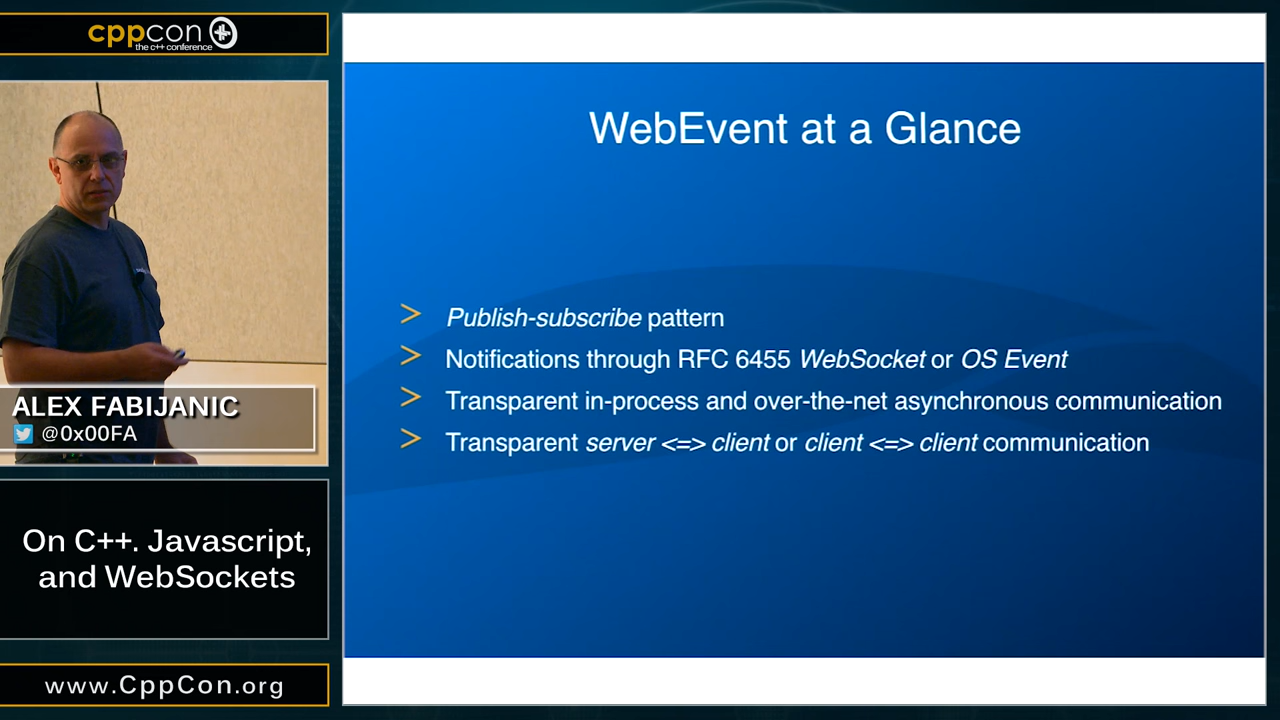 cppcon
the c++ conference
ALEX FABIJANIC
@0x00FA
On C++. Javascript,
and WebSockets
www.CppCon.org
WebEvent at a Glance
> Publish-subscribe pattern
> Notifications through RFC 6455 WebSocket or OS Event
> Transparent in-process and over-the-net asynchronous communication
> Transparent server <=> client or client <=> client communication